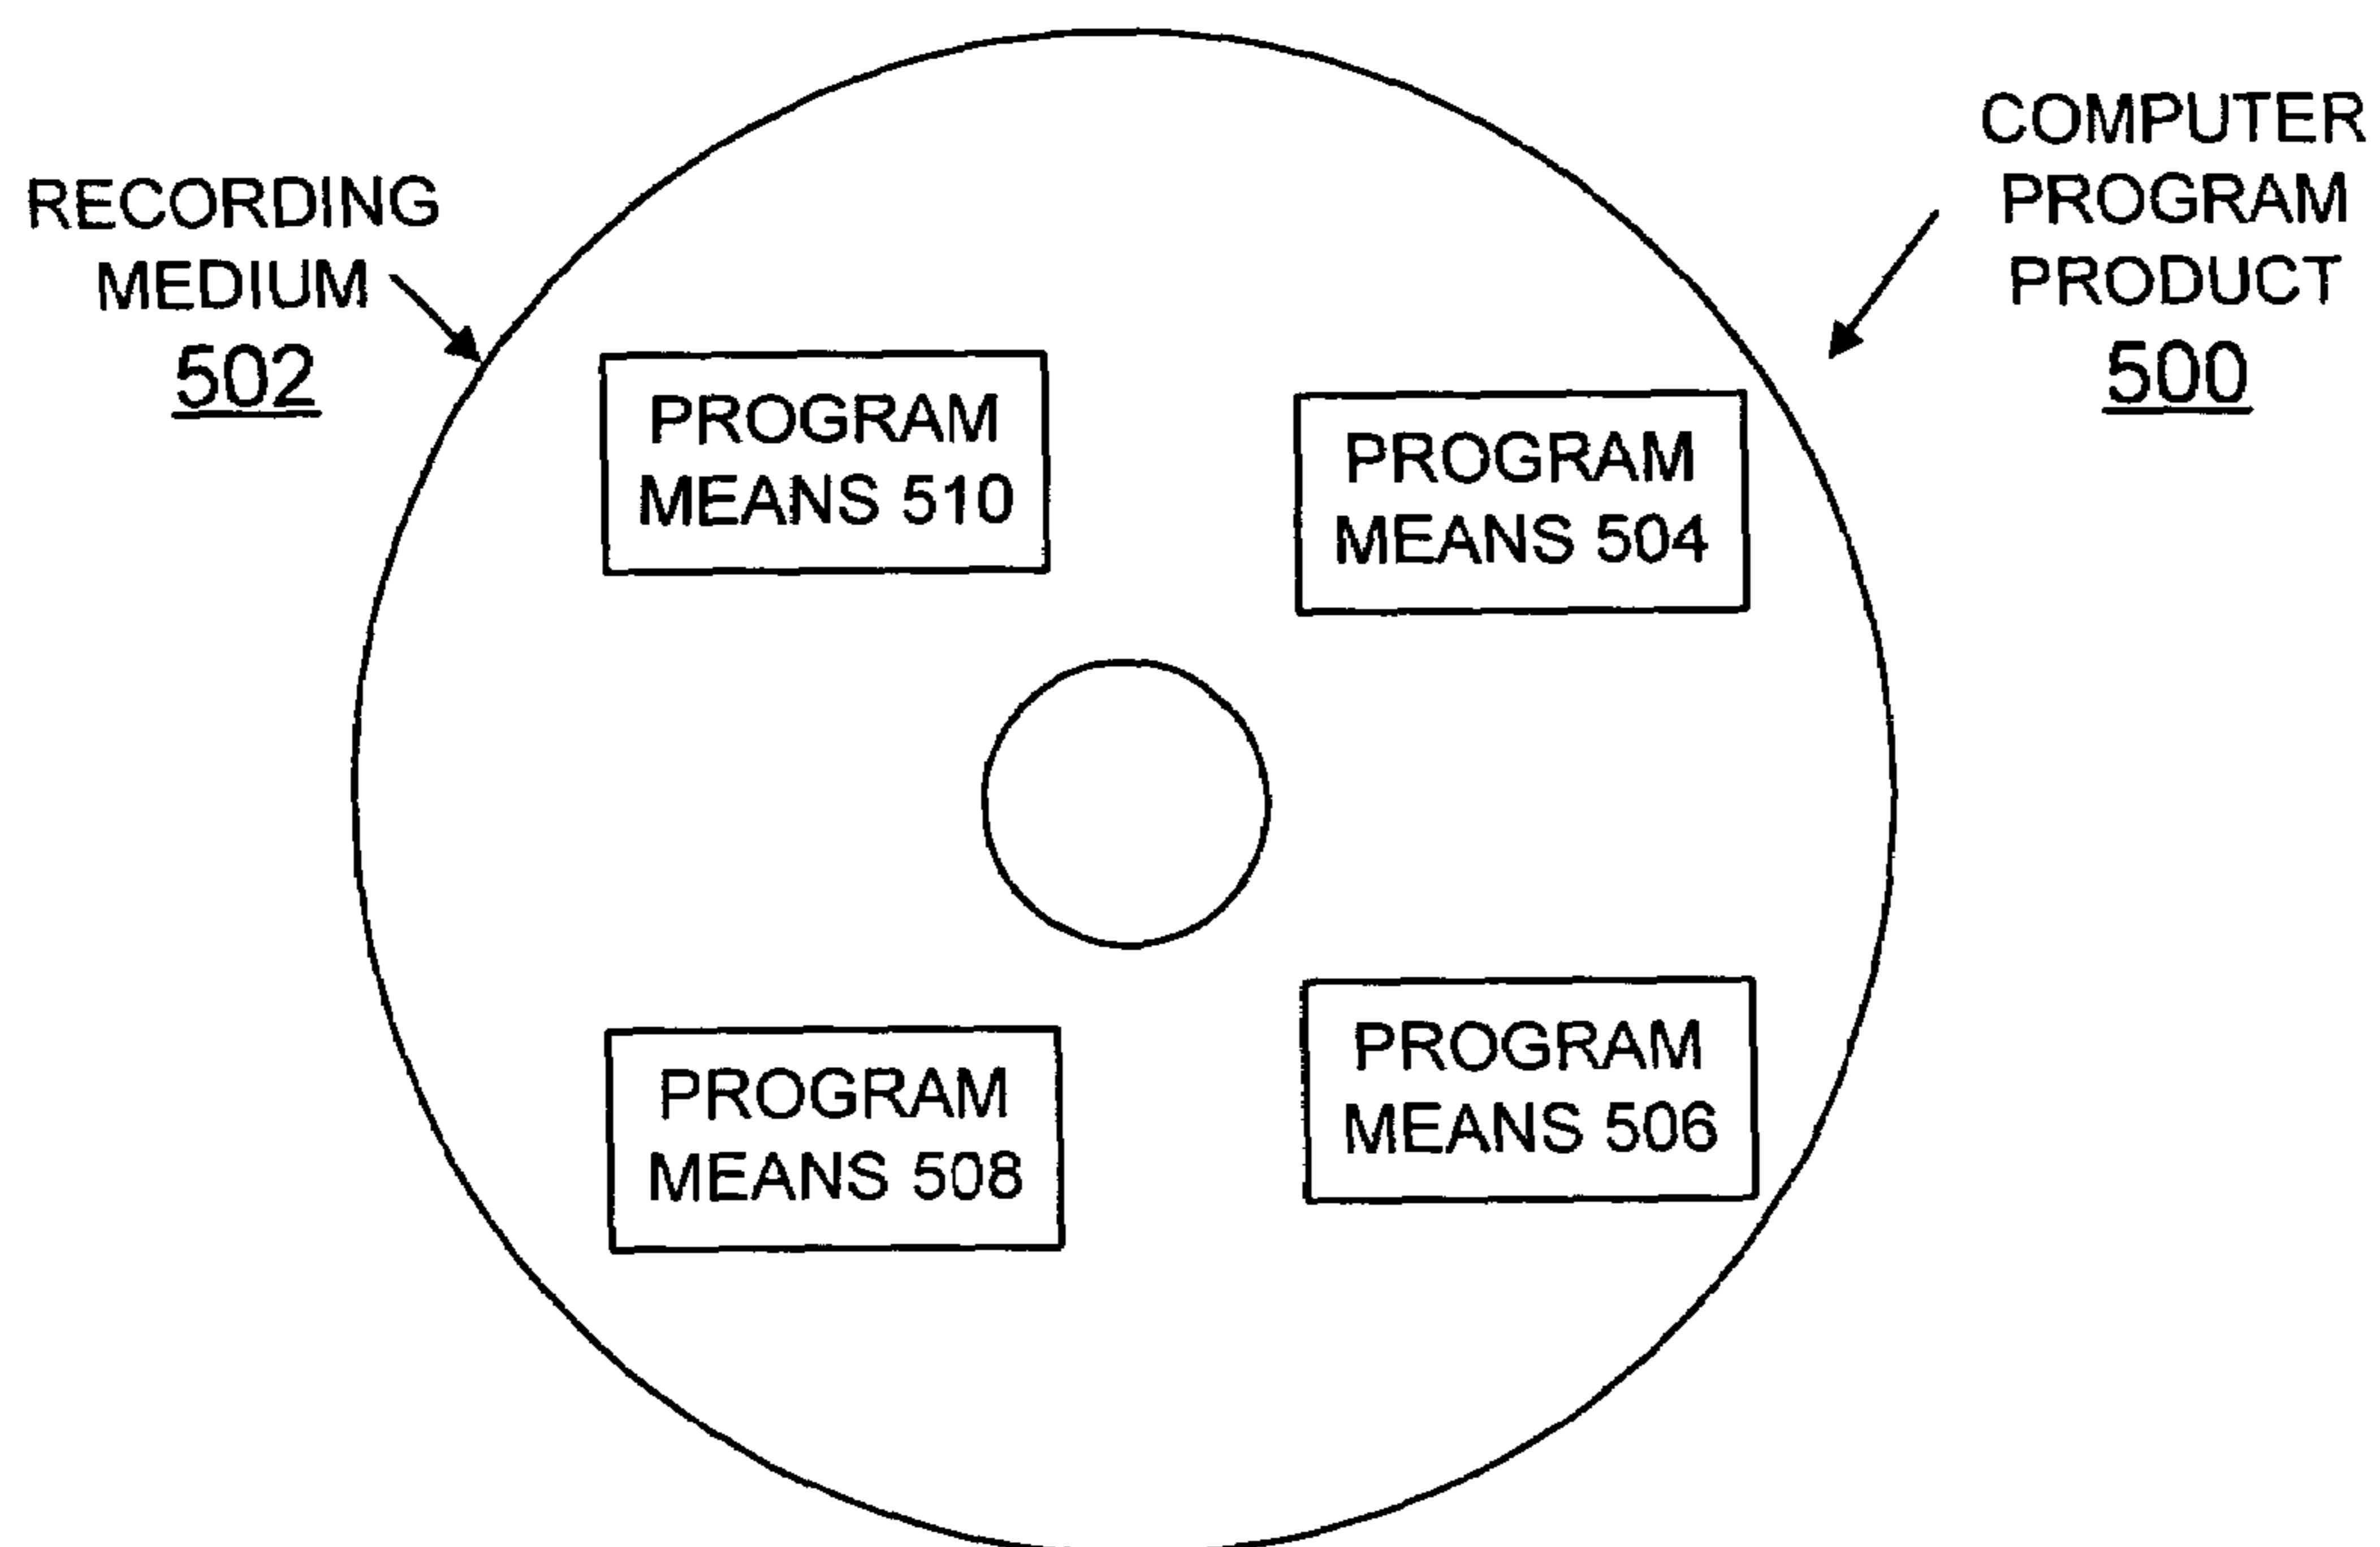 RECORDING
MEDIUM
502
COMPUTER
PROGRAM
PRODUCT
500
PROGRAM
MEANS 510
PROGRAM
MEANS 504
PROGRAM
MEANS 508
PROGRAM
MEANS 506